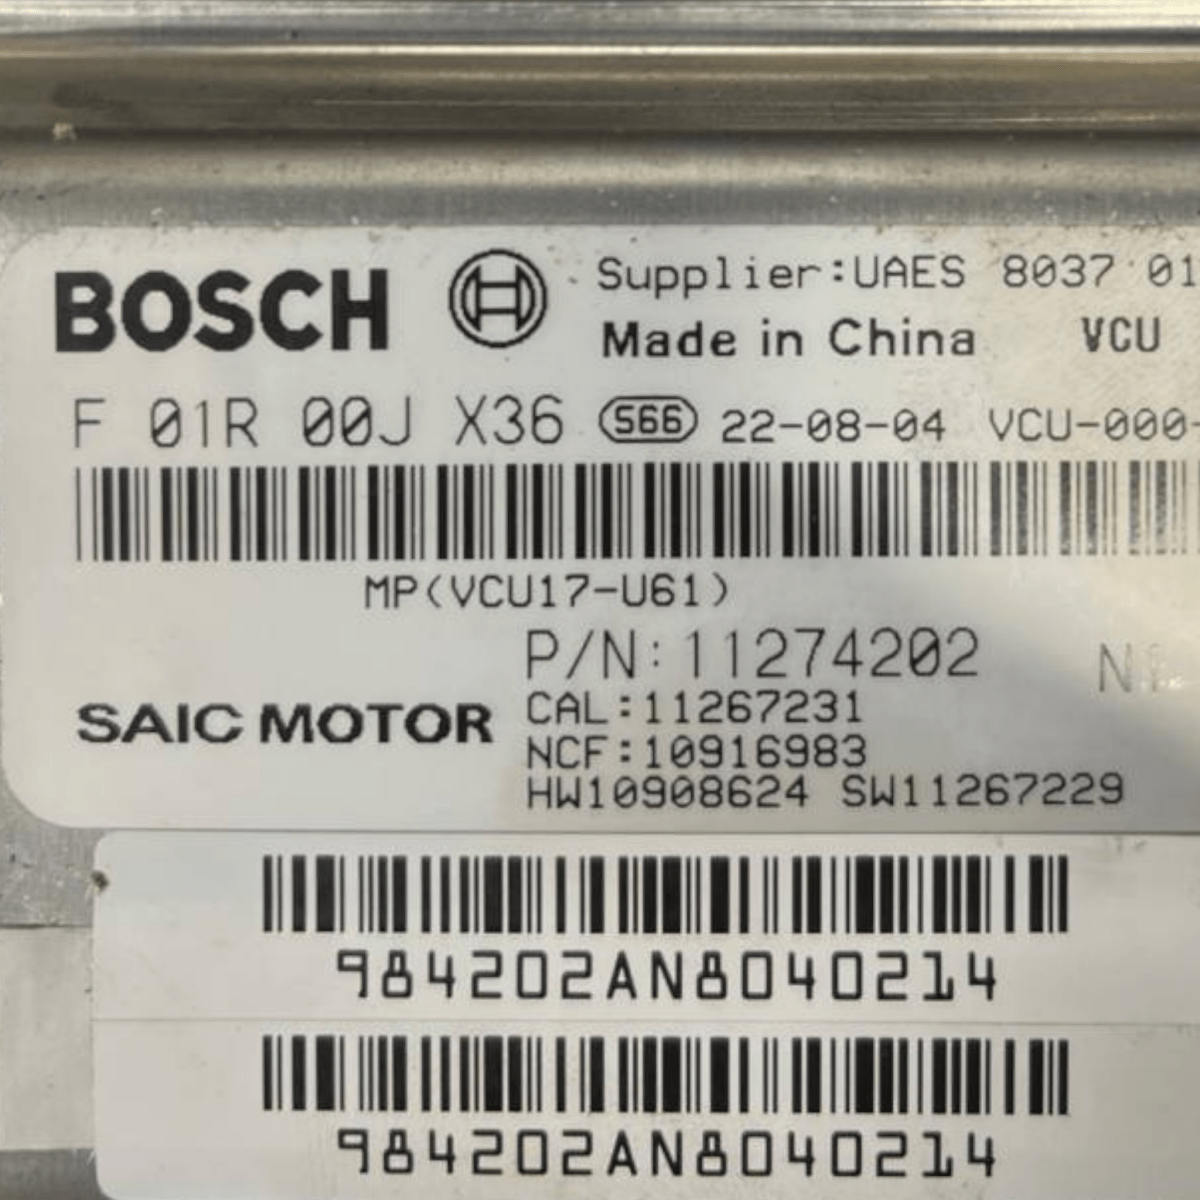 BOSCH Supplier:UAES 8037 01
Made in China VCU
F 01R 00J X36 566 22-08-04 VCU-000-
MP(VCU17-U61)
P/N:11274202
SAIC MOTOR
CAL:11267231
NCF:10916983
HW10908624 SW11267229
984202AN8040214
984202AN8040214